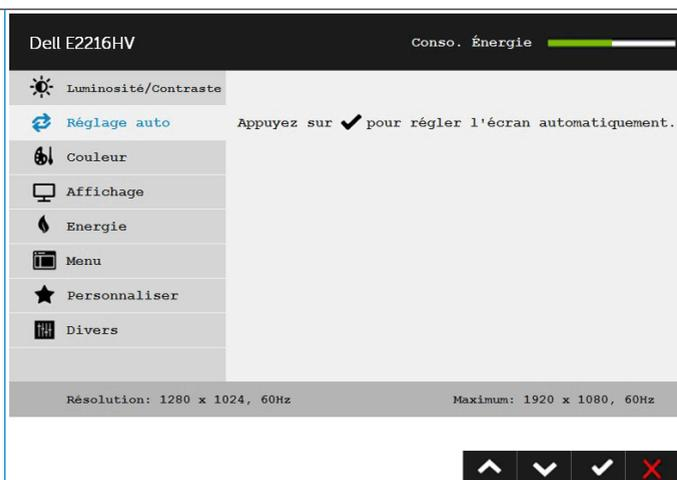 Dell E2216HV
Conso. Énergie
Luminosité/Contraste
Réglage auto
Appuyez sur ✔ pour régler l'écran automatiquement.
Couleur
Affichage
Energie
Menu
Personnaliser
Divers
Résolution: 1280 x 1024, 60Hz
Maximum: 1920 x 1080, 60Hz